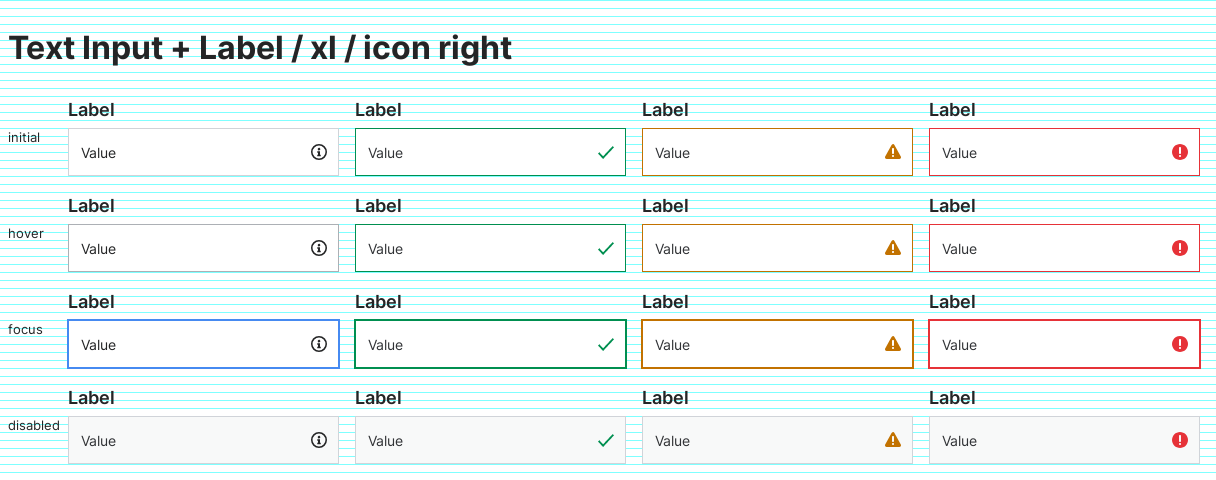 Text Input + Label / xl / icon right
Label Label Label Label
initial Value Value Value Value
Label Label Label Label
hover Value Value Value Value
Label Label Label Label
focus Value Value Value Value
Label Label Label Label
disabled Value Value Value Value